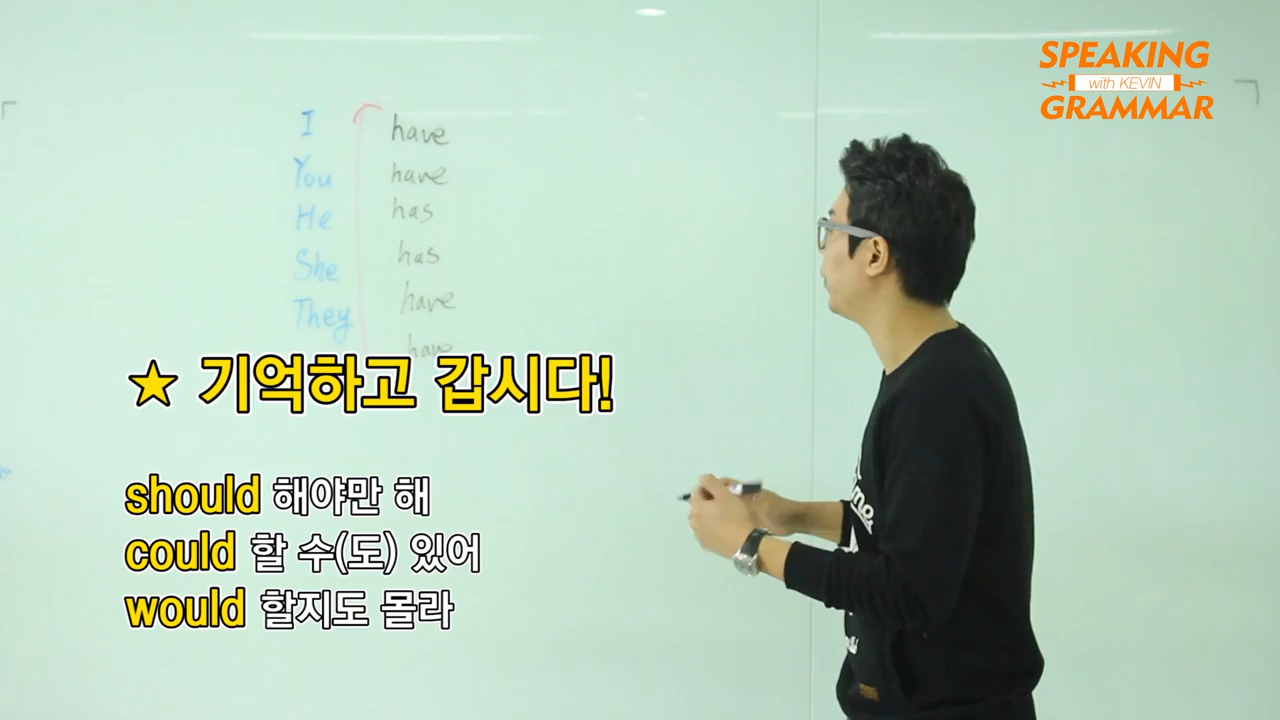 SPEAKING
with KEVIN
GRAMMAR
I have
You have
He has
She has
They have
have
★ 기억하고 갑시다!
should 해야만 해
could 할 수(도) 있어
would 할지도 몰라